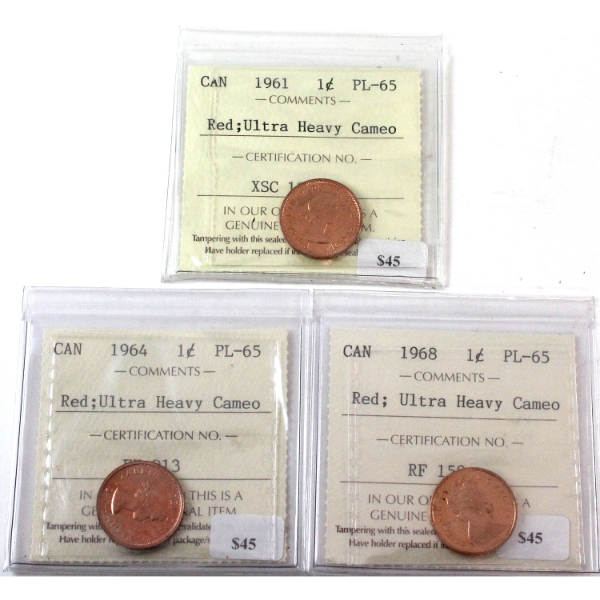 CAN 1961 1¢ PL-65
—COMMENTS—
Red;Ultra Heavy Cameo
—CERTIFICATION NO.—
XSC
IN OUR A
GENUINE
Tampering with this sealed
Have holder replaced if
$45
CAN 1964 1¢ PL-65
—COMMENTS—
Red;Ultra Heavy Cameo
—CERTIFICATION NO.—
IN THIS IS A
ITEM
Tampering with
Have holder
$45
CAN 1968 1¢ PL-65
—COMMENTS—
Red; Ultra Heavy Cameo
—CERTIFICATION NO.—
RF
IN OUR
GENUINE
Tampering with this sealed
Have holder replaced if
$45